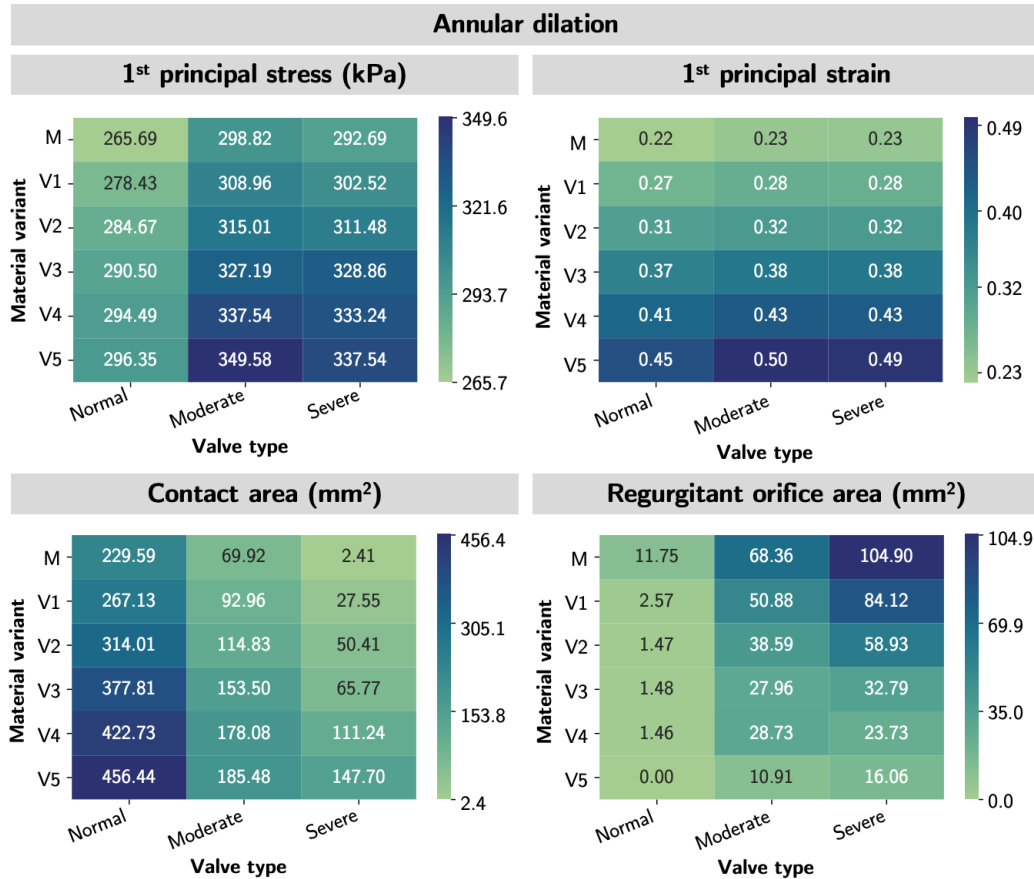 Annular dilation
1st principal stress (kPa)
1st principal strain
Material variant
M 265.69 298.82 292.69
V1 278.43 308.96 302.52
V2 284.67 315.01 311.48
V3 290.50 327.19 328.86
V4 294.49 337.54 333.24
V5 296.35 349.58 337.54
Normal Moderate Severe
Valve type
349.6
321.6
293.7
265.7
Material variant
M 0.22 0.23 0.23
V1 0.27 0.28 0.28
V2 0.31 0.32 0.32
V3 0.37 0.38 0.38
V4 0.41 0.43 0.43
V5 0.45 0.50 0.49
Normal Moderate Severe
Valve type
0.49
0.40
0.32
0.23
Contact area (mm²)
Regurgitant orifice area (mm²)
Material variant
M 229.59 69.92 2.41
V1 267.13 92.96 27.55
V2 314.01 114.83 50.41
V3 377.81 153.50 65.77
V4 422.73 178.08 111.24
V5 456.44 185.48 147.70
Normal Moderate Severe
Valve type
456.4
305.1
153.8
2.4
Material variant
M 11.75 68.36 104.90
V1 2.57 50.88 84.12
V2 1.47 38.59 58.93
V3 1.48 27.96 32.79
V4 1.46 28.73 23.73
V5 0.00 10.91 16.06
Normal Moderate Severe
Valve type
104.9
69.9
35.0
0.0